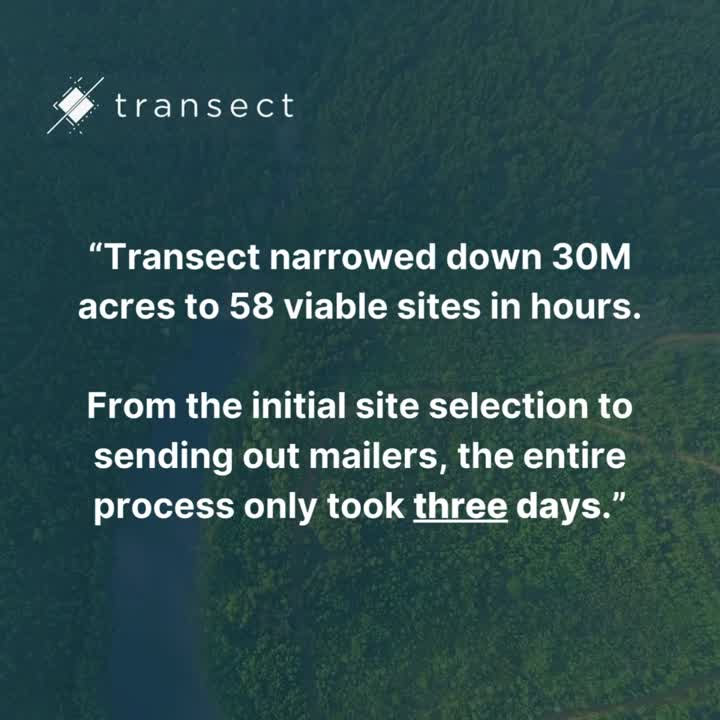 transect
“Transect narrowed down 30M
acres to 58 viable sites in hours.
From the initial site selection to
sending out mailers, the entire
process only took three days.”